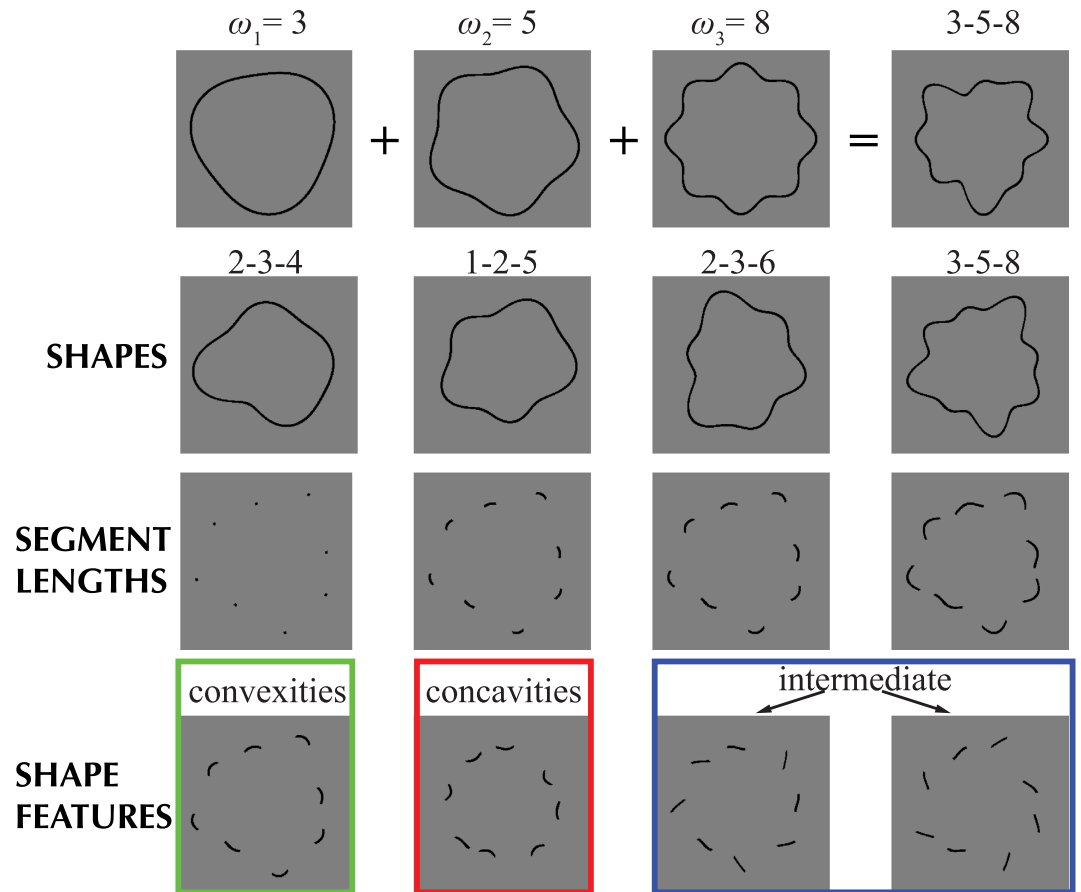 ω₁= 3 ω₂= 5 ω₃= 8 3-5-8
+ + =
2-3-4 1-2-5 2-3-6 3-5-8
SHAPES
SEGMENT
LENGTHS
convexities concavities intermediate
SHAPE
FEATURES